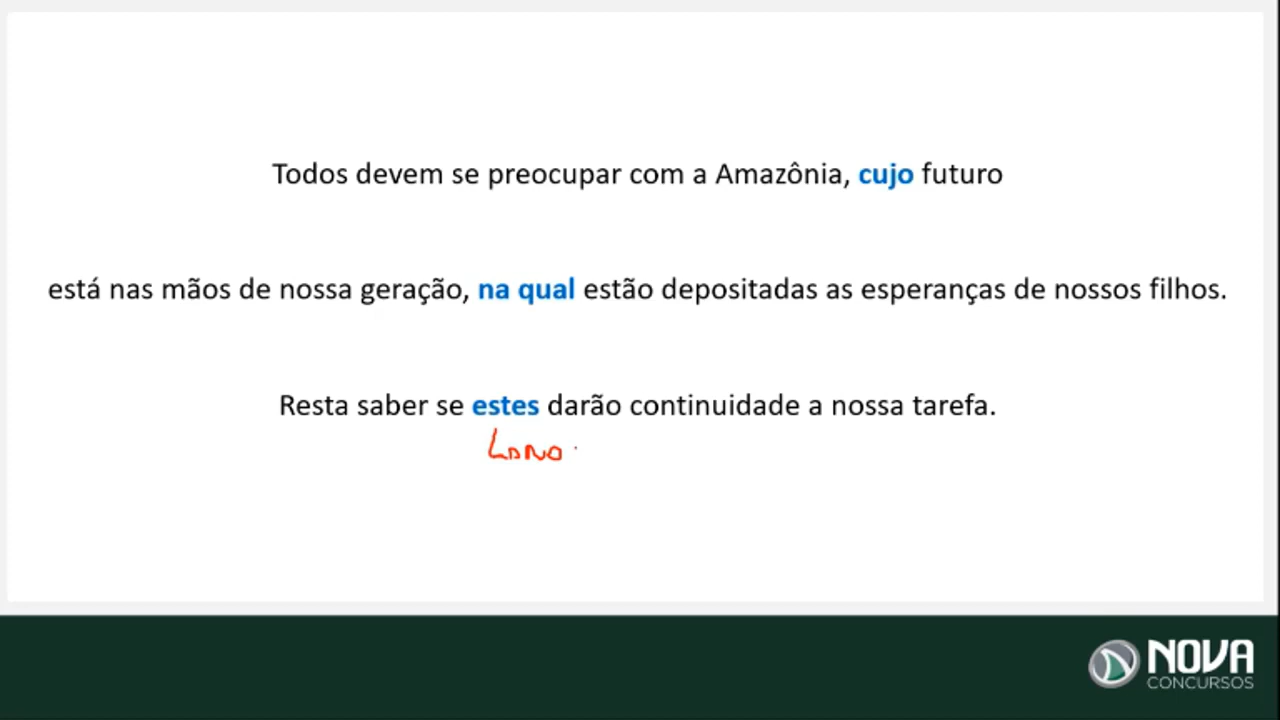 Todos devem se preocupar com a Amazônia, cujo futuro
está nas mãos de nossa geração, na qual estão depositadas as esperanças de nossos filhos.
Resta saber se estes darão continuidade a nossa tarefa.
NOVA
CONCURSOS